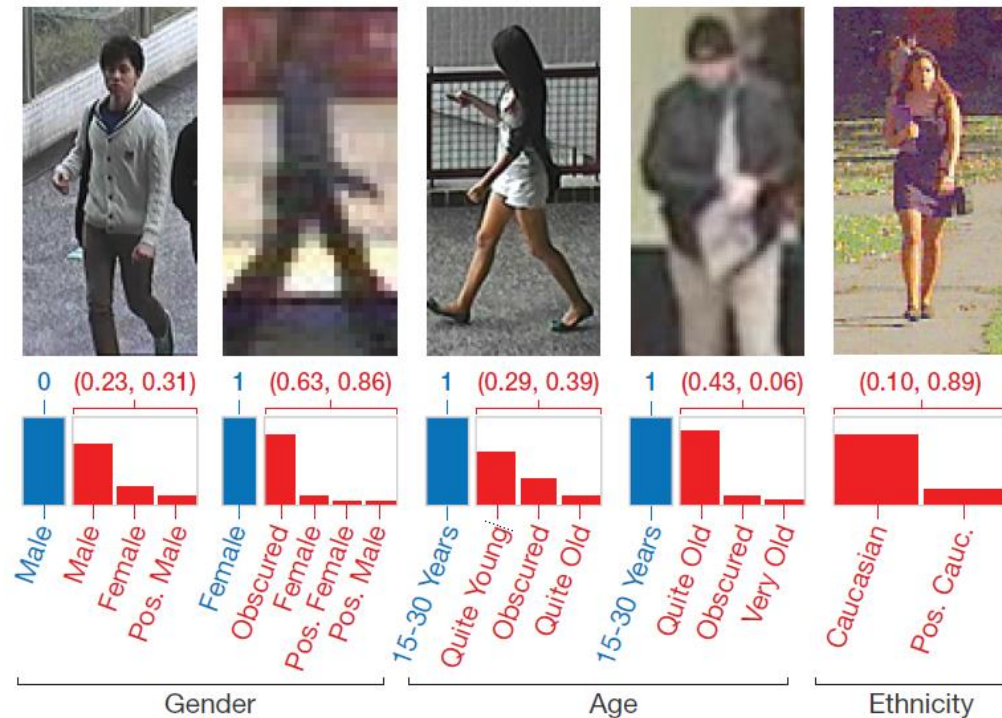 0 (0.23, 0.31) 1 (0.63, 0.86) 1 (0.29, 0.39) 1 (0.43, 0.06) (0.10, 0.89)
Male
Male
Female
Pos. Male
Female
Obscured
Female
Pos. Female
Pos. Male
15-30 Years
Quite Young
Obscured
Quite Old
15-30 Years
Quite Old
Obscured
Very Old
Caucasian
Pos. Cauc.
Gender Age Ethnicity